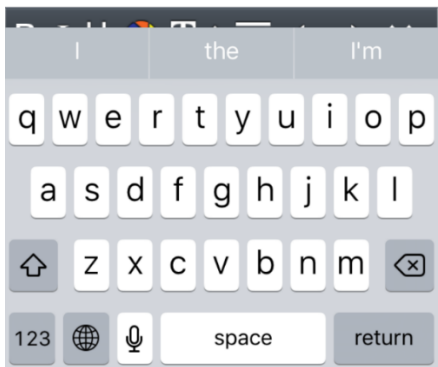 I the I'm
q w e r t y u i o p
a s d f g h j k l
z x c v b n m
123 space return